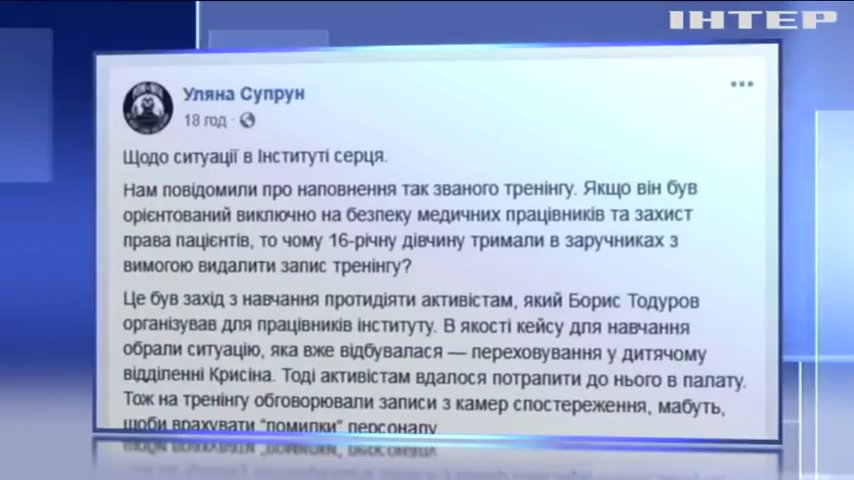 ІНТЕР
Уляна Супрун
18 год ·
Щодо ситуації в Інституті серця.
Нам повідомили про наповнення так званого тренінгу. Якщо він був
орієнтований виключно на безпеку медичних працівників та захист
права пацієнтів, то чому 16-річну дівчину тримали в заручниках з
вимогою видалити запис тренінгу?
Це був захід з навчання протидіяти активістам, який Борис Тодуров
організував для працівників інституту. В якості кейсу для навчання
обрали ситуацію, яка вже відбувалася — переховування у дитячому
відділенні Крисіна. Тоді активістам вдалося потрапити до нього в палату.
Тож на тренінгу обговорювали записи з камер спостереження, мабуть,
щоби врахувати "помилки" персоналу